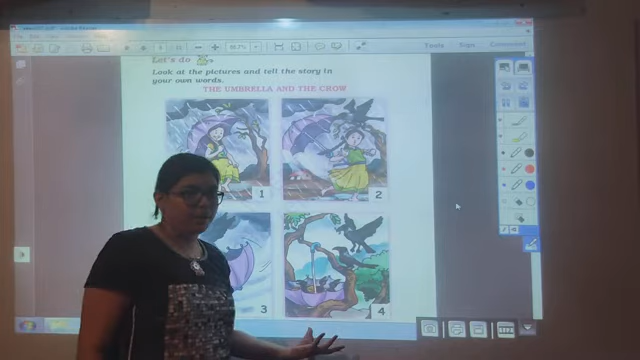 Let's do
Look at the pictures and tell the story in
your own words.
THE UMBRELLA AND THE CROW
1
2
3
4
Tools Sign Comment